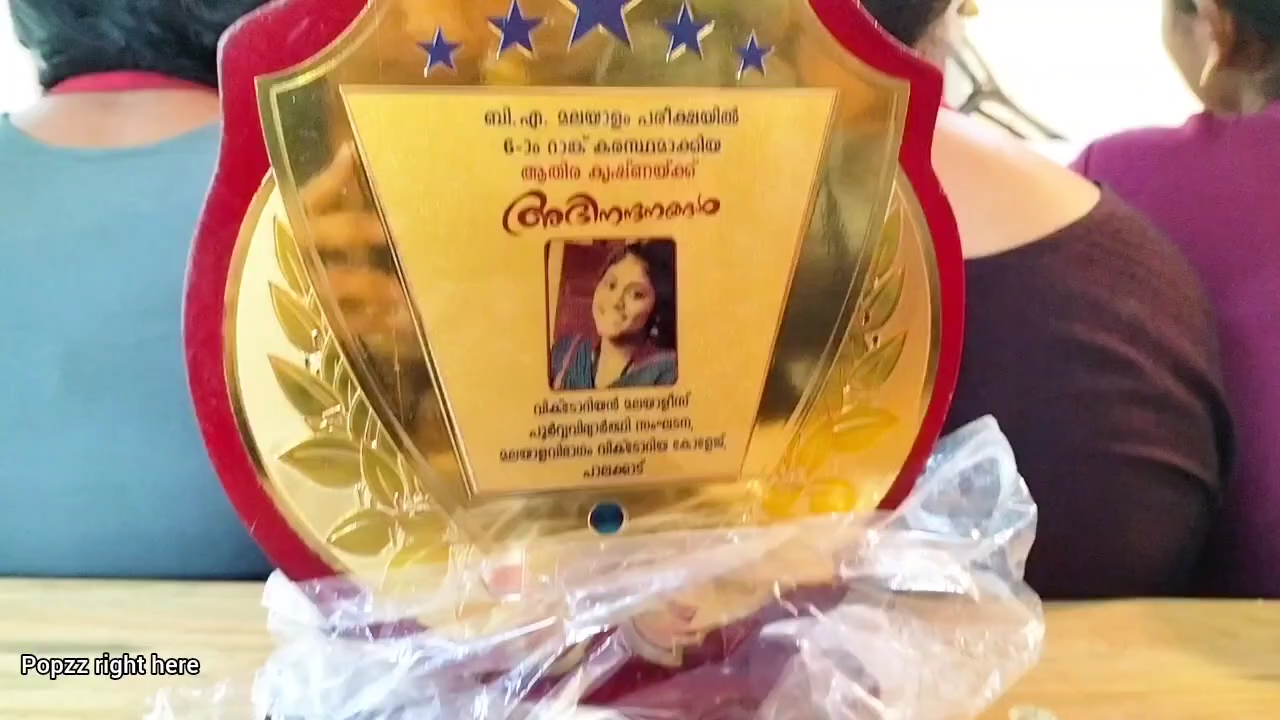 ബി.എ. മലയാളം പരീക്ഷയിൽ
6-ാം റാങ്ക് കരസ്ഥമാക്കിയ
ആതിര കൃഷ്ണയ്ക്ക്
അഭിനന്ദനങ്ങൾ
വിക്ടോറിയൻ മലയാളീസ്
പൂർവ്വവിദ്യാർത്ഥി സംഘടന,
മലയാളവിഭാഗം വിക്ടോറിയ കോളേജ്,
പാലക്കാട്
Popzz right here